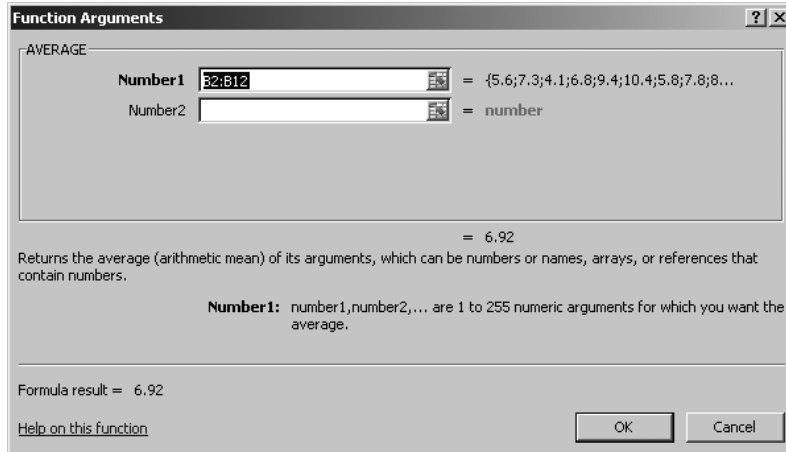 Function Arguments
AVERAGE
Number1 B2:B12 = {5.6;7.3;4.1;6.8;9.4;10.4;5.8;7.8;8...
Number2 = number
= 6.92
Returns the average (arithmetic mean) of its arguments, which can be numbers or names, arrays, or references that
contain numbers.
Number1: number1,number2,... are 1 to 255 numeric arguments for which you want the
average.
Formula result = 6.92
Help on this function OK Cancel